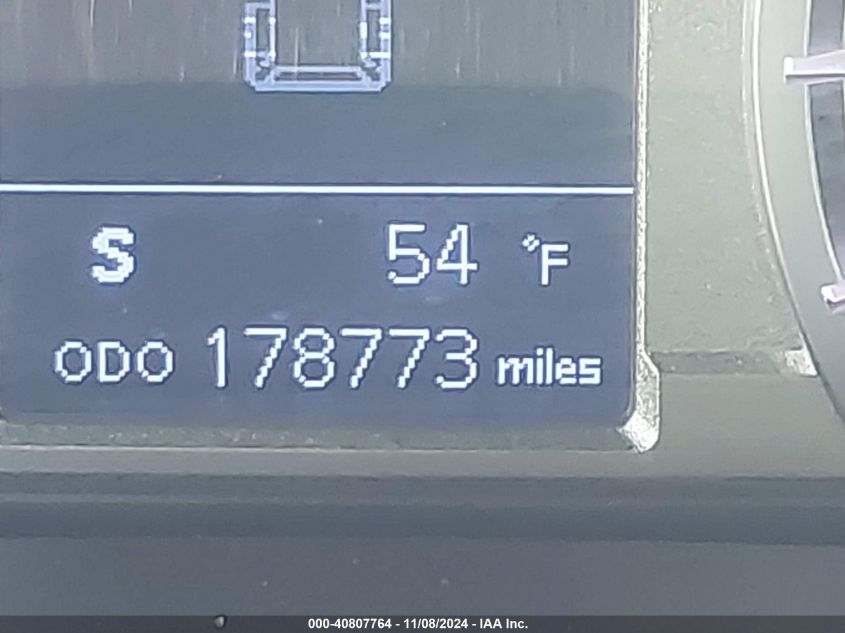 S 54 °F
ODO 178773 miles
000-40807764 - 11/08/2024 - IAA Inc.